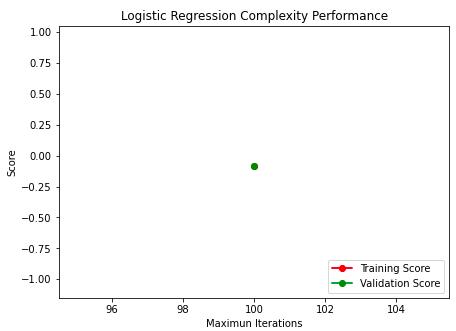 Logistic Regression Complexity Performance
1.00
0.75
0.50
0.25
0.00
−0.25
−0.50
−0.75
−1.00
Score
96
98
100
102
104
Maximun Iterations
Training Score
Validation Score